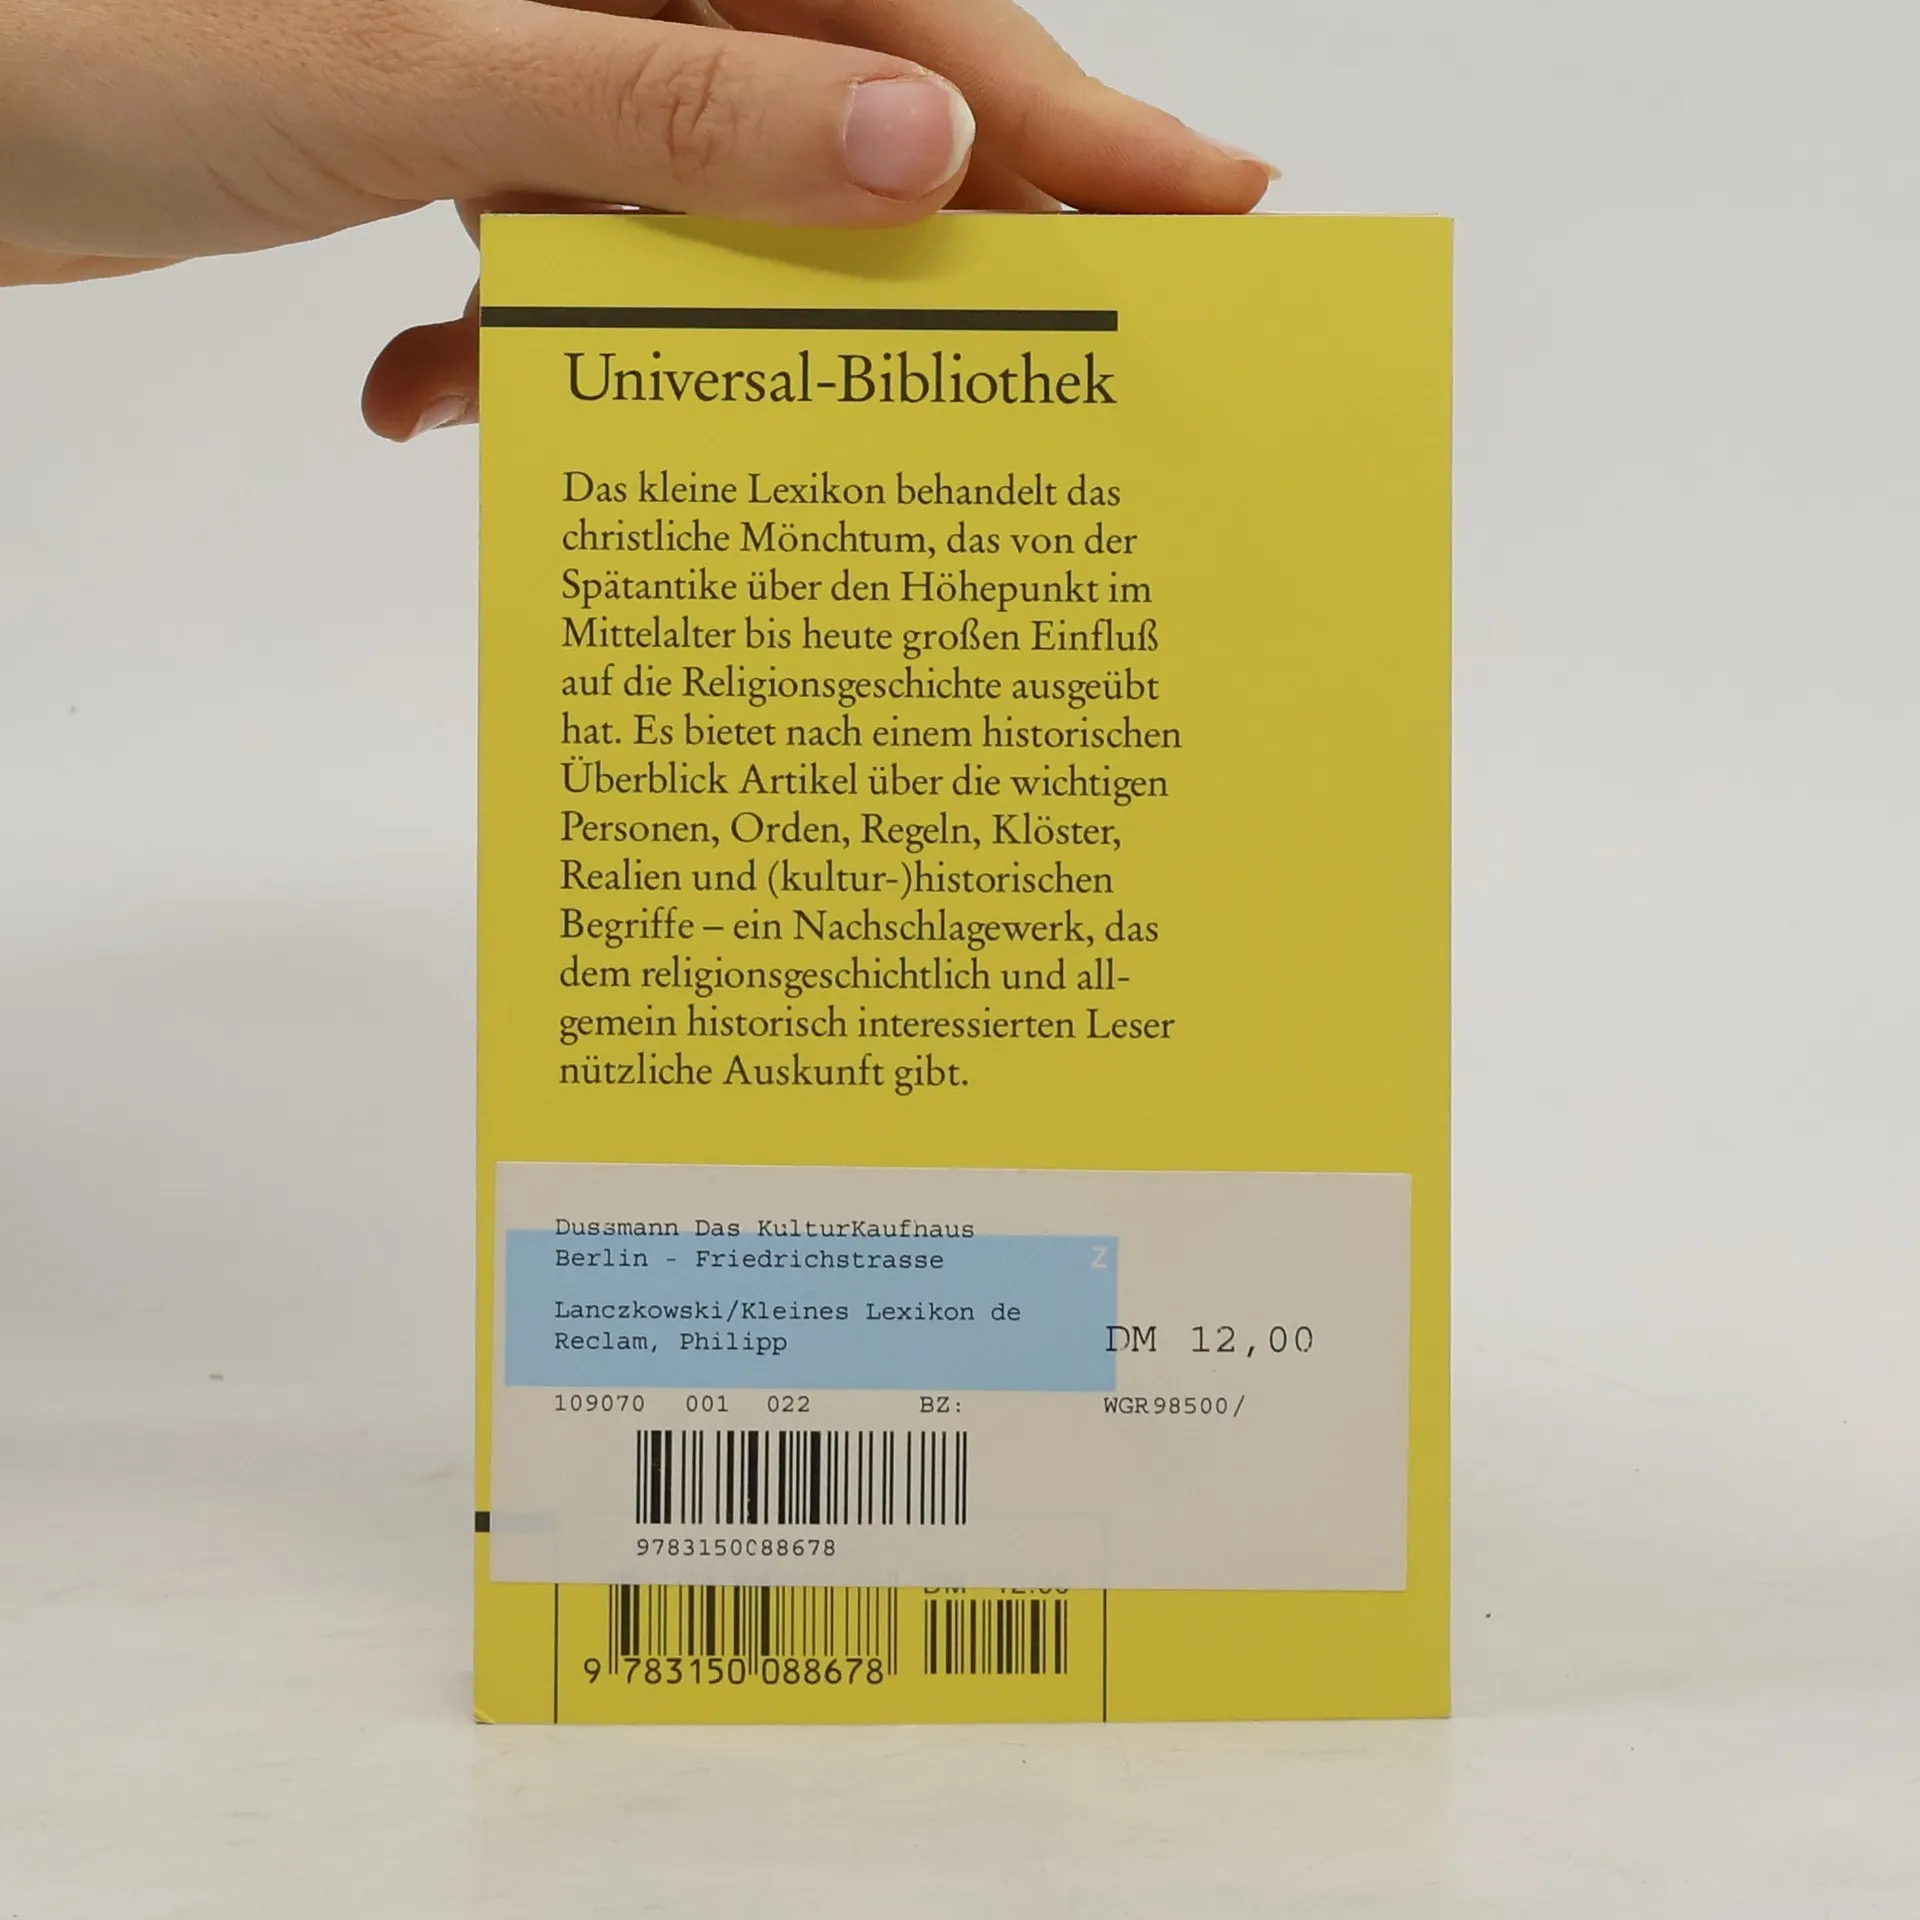 Universal-Bibliothek
Das kleine Lexikon behandelt das
christliche Mönchtum, das von der
Spätantike über den Höhepunkt im
Mittelalter bis heute großen Einfluß
auf die Religionsgeschichte ausgeübt
hat. Es bietet nach einem historischen
Überblick Artikel über die wichtigen
Personen, Orden, Regeln, Klöster,
Realien und (kultur-)historischen
Begriffe – ein Nachschlagewerk, das
dem religionsgeschichtlich und all-
gemein historisch interessierten Leser
nützliche Auskunft gibt.
Dussmann Das KulturKaufhaus
Berlin - Friedrichstrasse
Z
Lanczkowski/Kleines Lexikon de
Reclam, Philipp
DM 12,00
109070 001 022 BZ: WGR98500/
9783150088678
DM 12.00
9 783150 088678